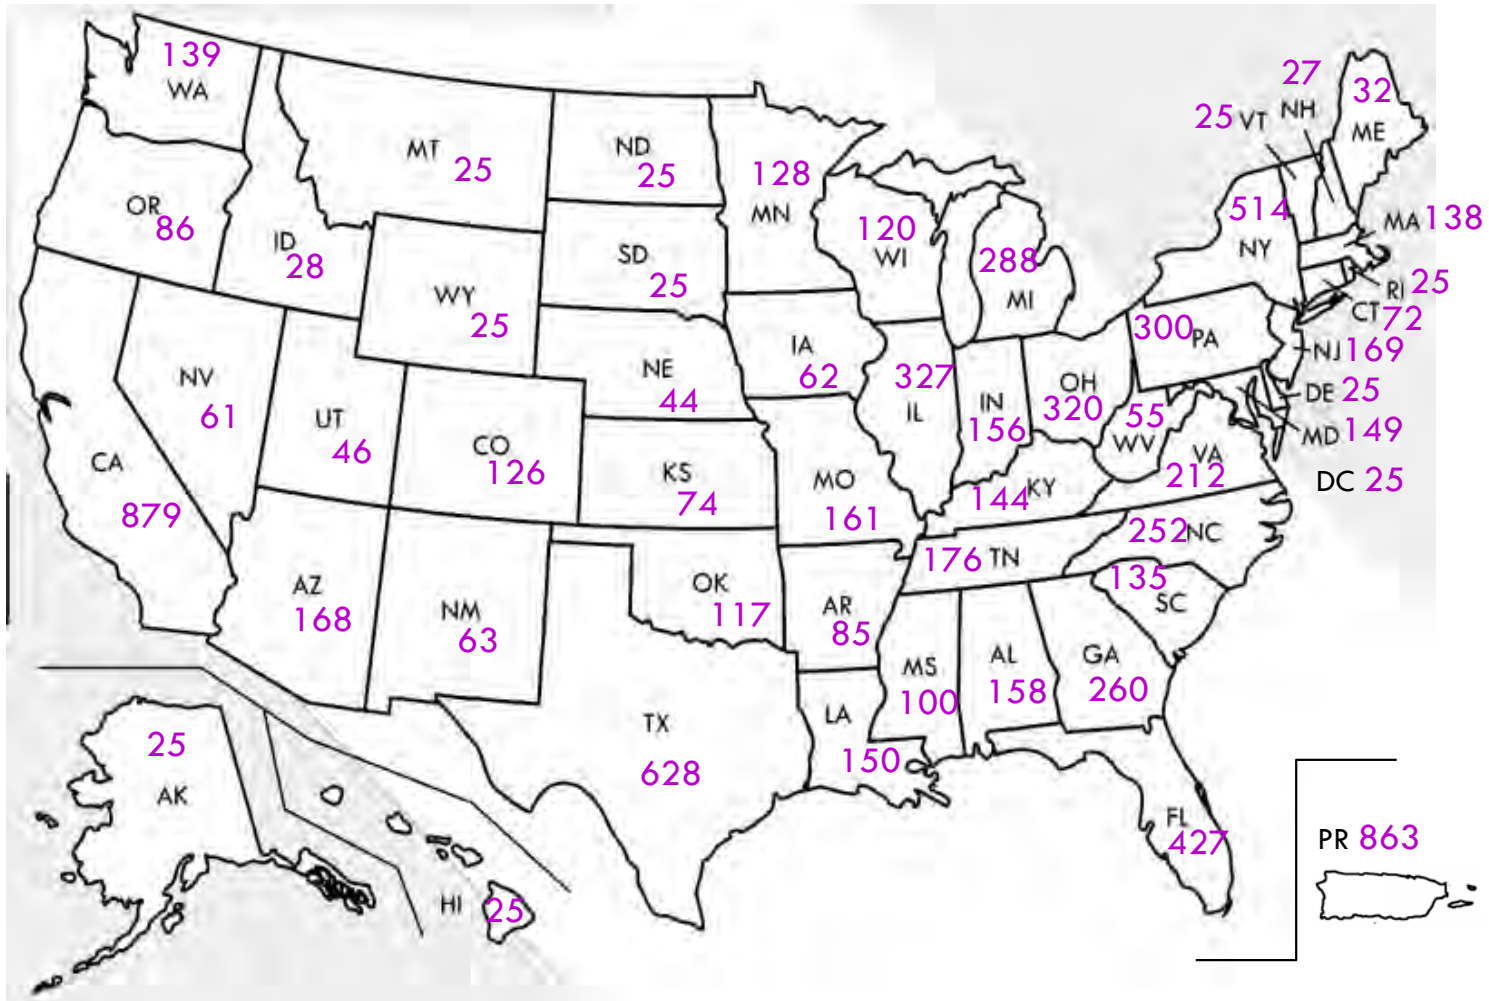 139
WA
MT 25
ND
25
128
MN
27
NH
25 VT
32
ME
OR
86
ID
28
SD
25
120
WI
288
MI
514
NY
MA 138
RI 25
CT 72
WY
25
300 PA
NJ 169
IA
62
NE
44
327
IL
IN
156
OH
320
55
WV
DE 25
MD 149
NV
61
UT
46
CO
126
KS
74
MO
161
144 KY
VA
212
DC 25
CA
879
AZ
168
NM
63
OK
117
AR
85
176 TN
252 NC
135
SC
MS
100
AL
158
GA
260
LA
150
TX
628
25
AK
HI 25
FL
427
PR 863